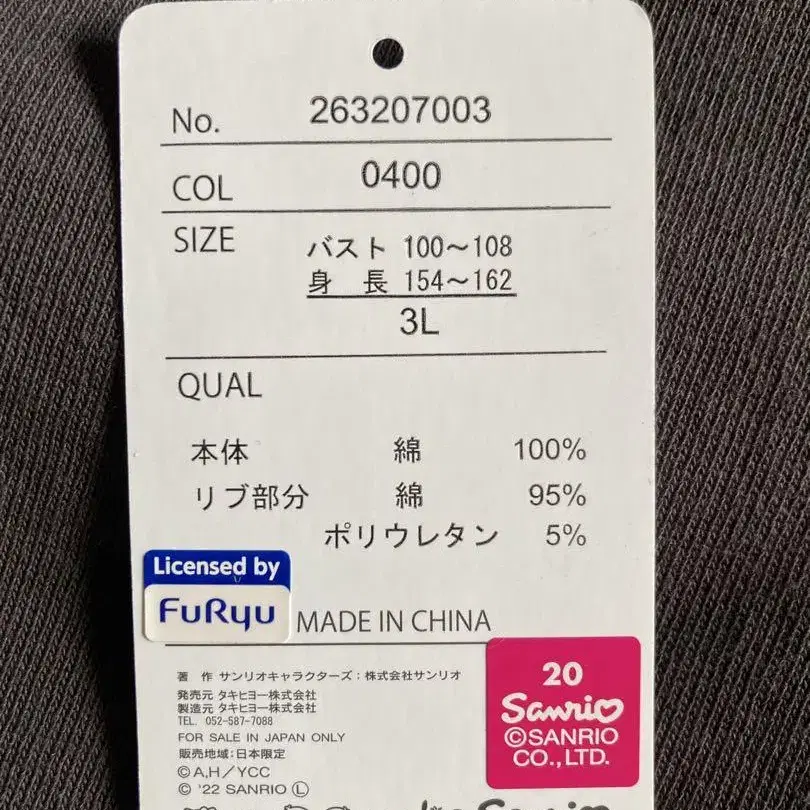 No. 263207003
COL 0400
SIZE バスト 100～108
身 長 154～162
3L
QUAL
本体 綿 100%
リブ部分 綿 95%
ポリウレタン 5%
Licensed by
FuRyu
MADE IN CHINA
著 作 サンリオキャラクターズ：株式会社サンリオ
発売元 タキヒヨー株式会社
製造元 タキヒヨー株式会社
TEL. 052-587-7088
FOR SALE IN JAPAN ONLY
販売地域:日本限定
©A,H／YCC
© '22 SANRIO Ⓛ
20
Sanrio
©SANRIO
CO.,LTD.